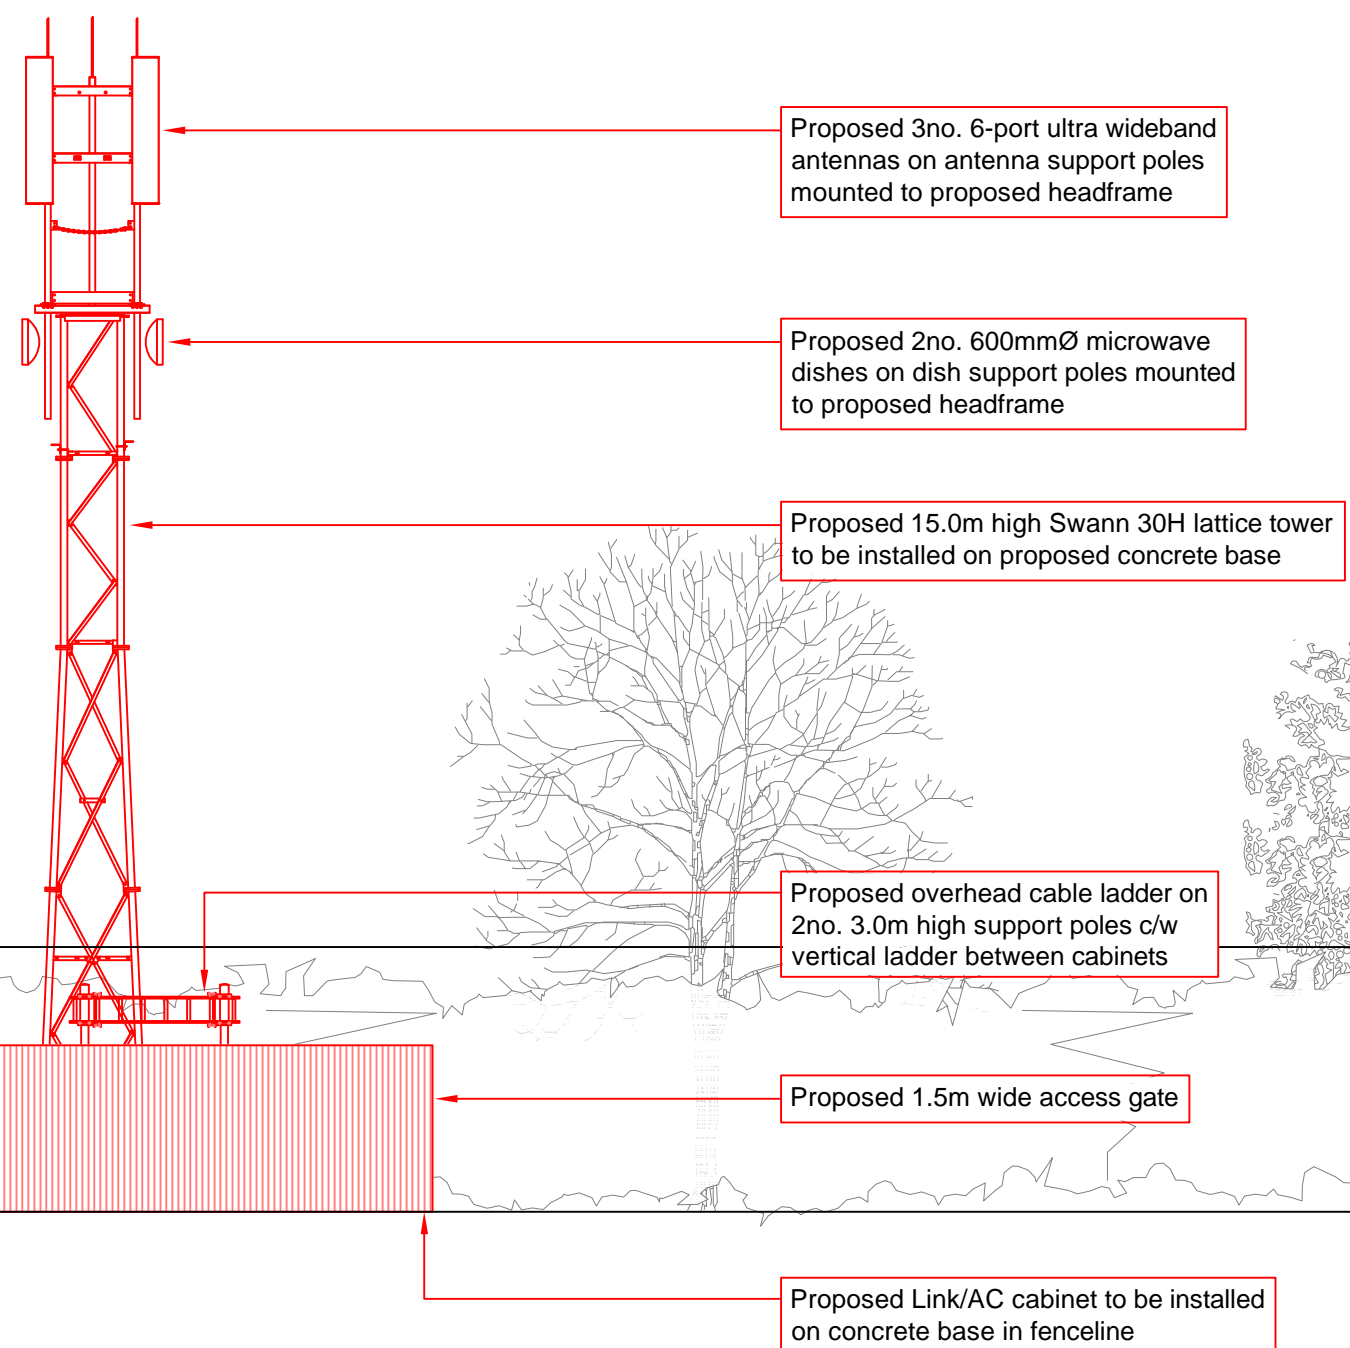 Proposed 3no. 6-port ultra wideband
antennas on antenna support poles
mounted to proposed headframe
Proposed 2no. 600mmØ microwave
dishes on dish support poles mounted
to proposed headframe
Proposed 15.0m high Swann 30H lattice tower
to be installed on proposed concrete base
Proposed overhead cable ladder on
2no. 3.0m high support poles c/w
vertical ladder between cabinets
Proposed 1.5m wide access gate
Proposed Link/AC cabinet to be installed
on concrete base in fenceline